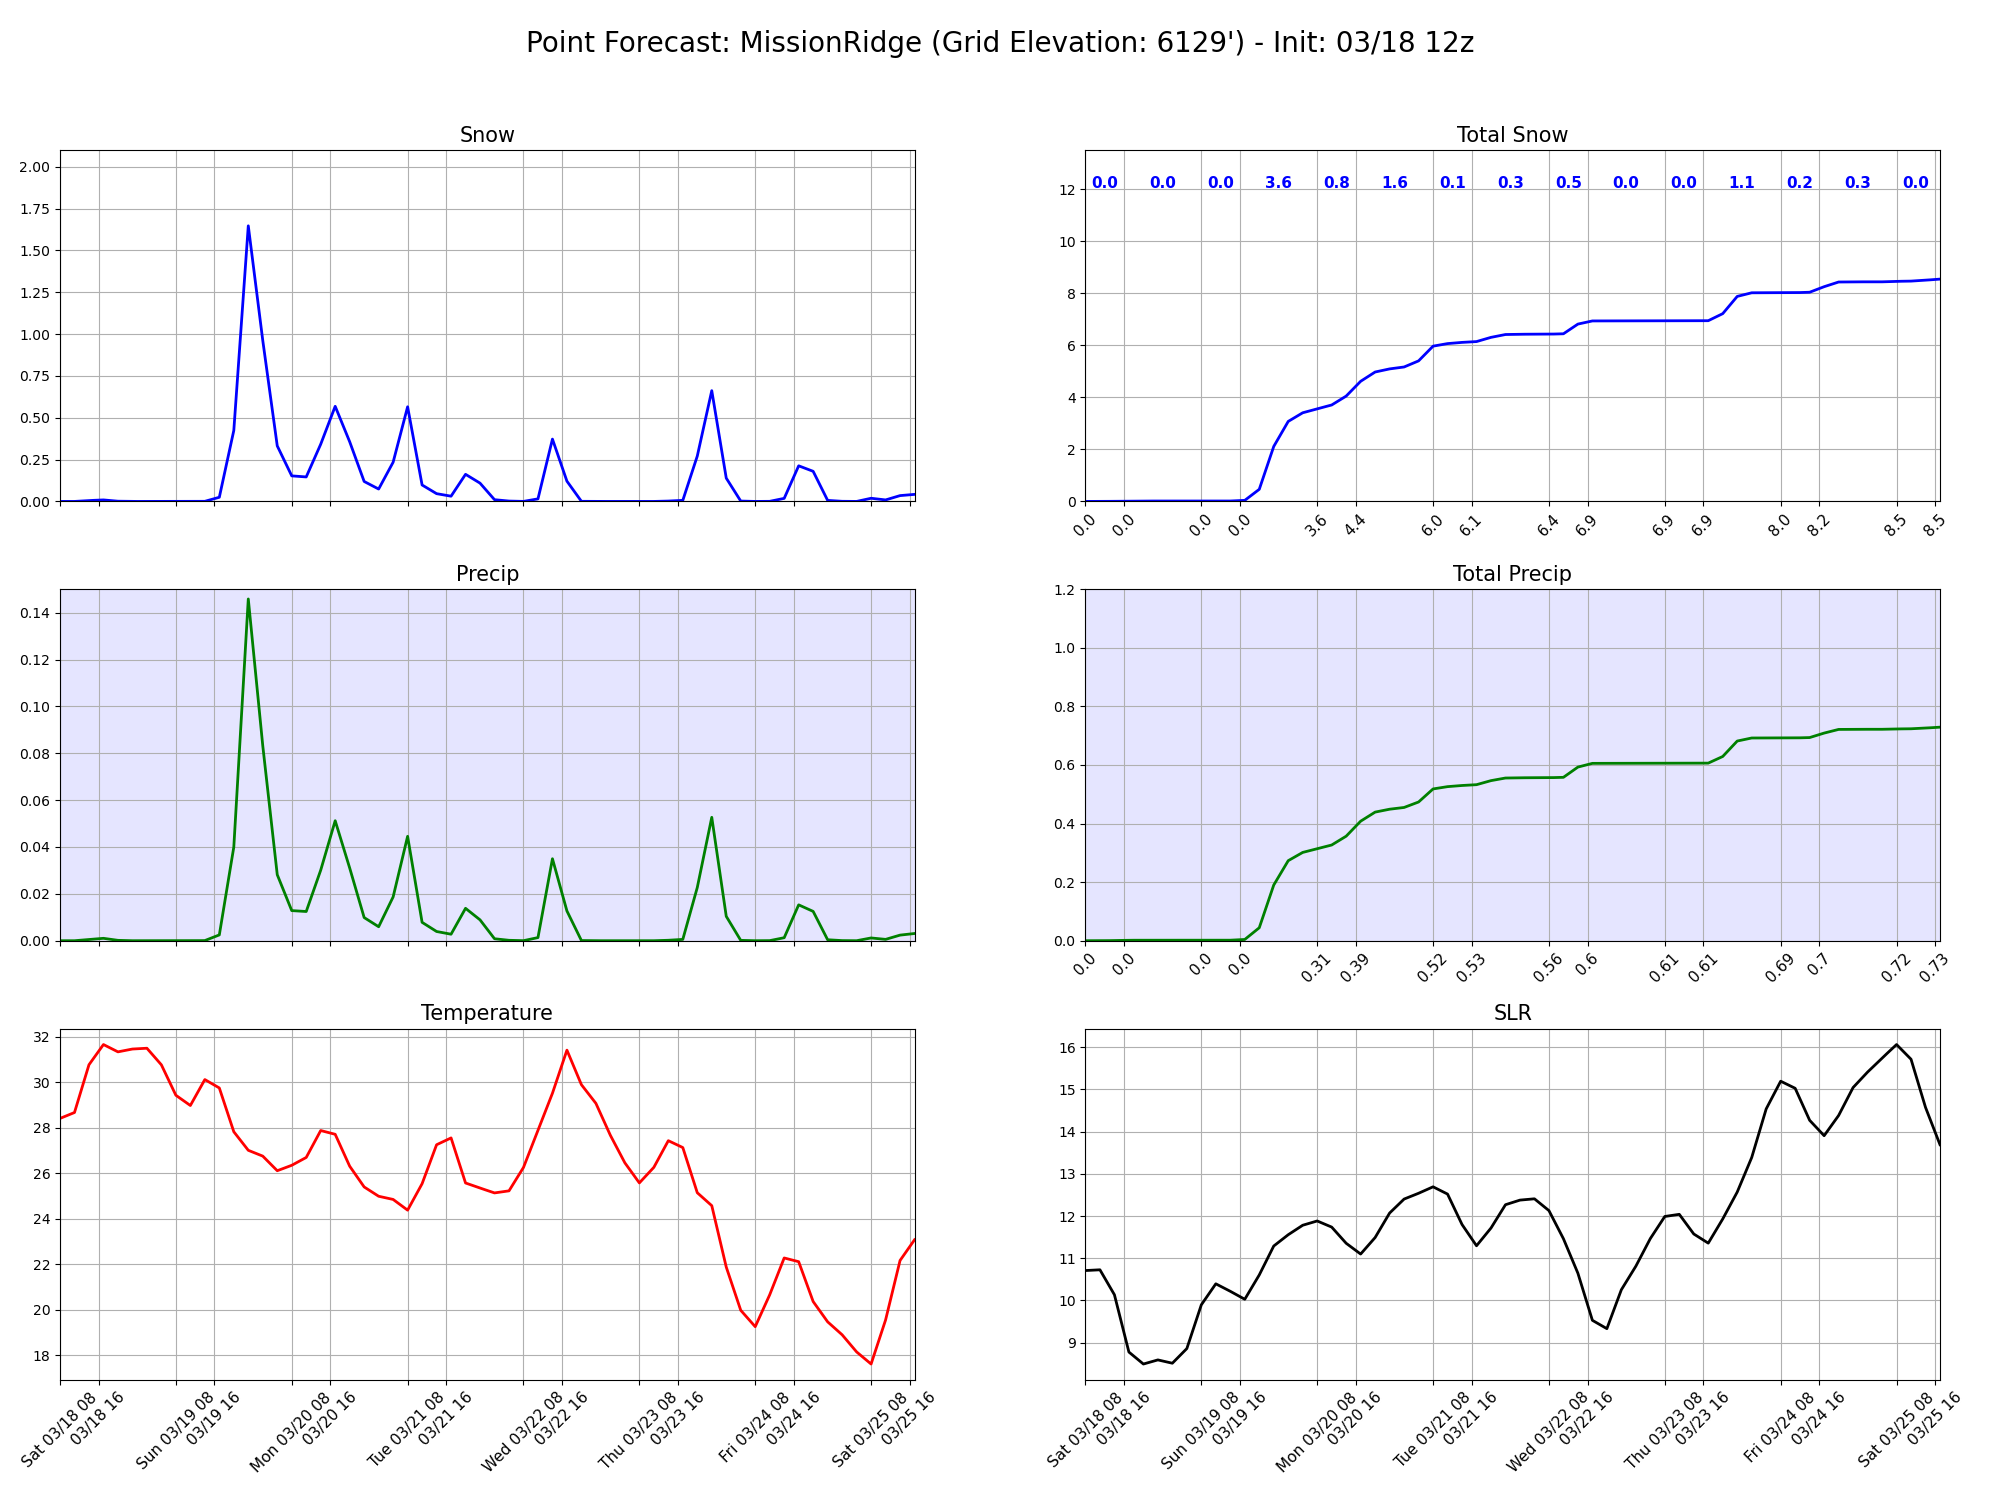 Point Forecast: MissionRidge (Grid Elevation: 6129') - Init: 03/18 12z
Snow
2.00
1.75
1.50
1.25
1.00
0.75
0.50
0.25
0.00
Total Snow
0.0 0.0 0.0 3.6 0.8 1.6 0.1 0.3 0.5 0.0 0.0 1.1 0.2 0.3 0.0
12
10
8
6
4
2
0
0.0 0.0 0.0 0.0 3.6 4.4 6.0 6.1 6.4 6.9 6.9 6.9 8.0 8.2 8.5 8.5
Precip
0.14
0.12
0.10
0.08
0.06
0.04
0.02
0.00
Total Precip
1.2
1.0
0.8
0.6
0.4
0.2
0.0
0.0 0.0 0.0 0.0 0.31 0.39 0.52 0.53 0.56 0.6 0.61 0.61 0.69 0.7 0.72 0.73
Temperature
32
30
28
26
24
22
20
18
Sat 03/18 08
03/18 16
Sun 03/19 08
03/19 16
Mon 03/20 08
03/20 16
Tue 03/21 08
03/21 16
Wed 03/22 08
03/22 16
Thu 03/23 08
03/23 16
Fri 03/24 08
03/24 16
Sat 03/25 08
03/25 16
SLR
16
15
14
13
12
11
10
9
Sat 03/18 08
03/18 16
Sun 03/19 08
03/19 16
Mon 03/20 08
03/20 16
Tue 03/21 08
03/21 16
Wed 03/22 08
03/22 16
Thu 03/23 08
03/23 16
Fri 03/24 08
03/24 16
Sat 03/25 08
03/25 16